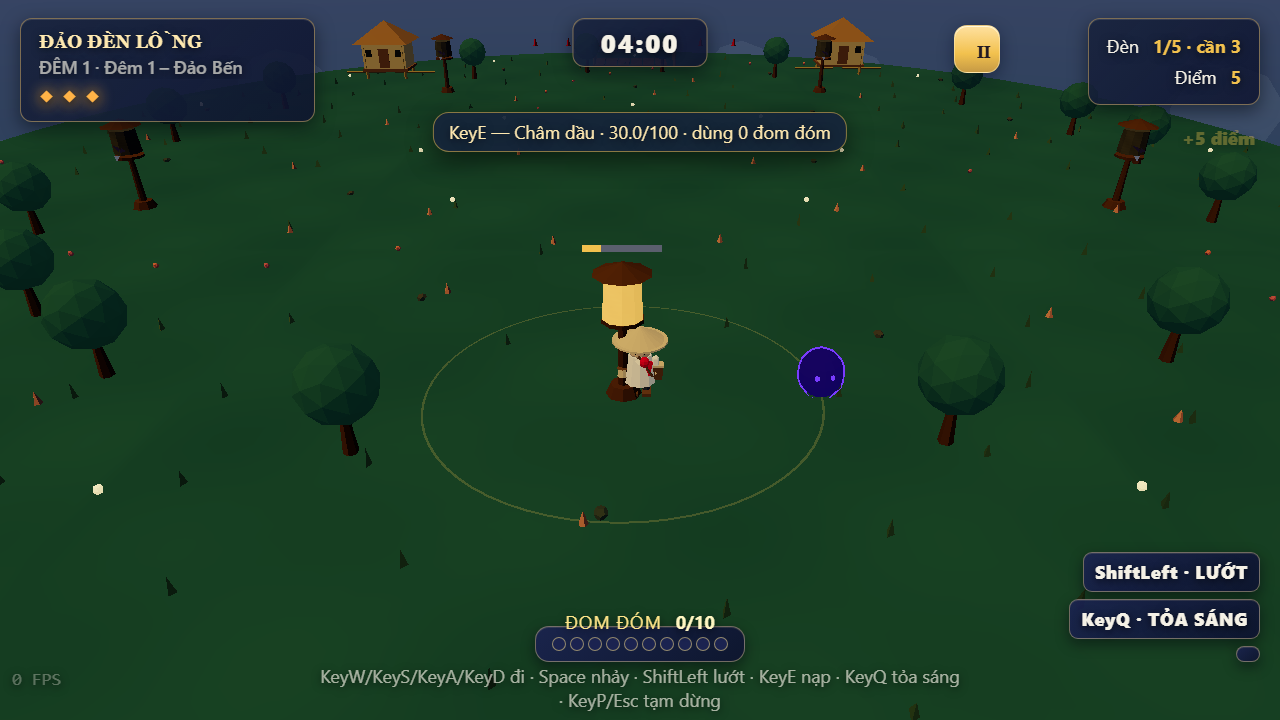 ĐẢO ĐÈN LỒNG
ĐÊM 1 · Đêm 1 – Đảo Bến
04:00
II
Đèn 1/5 · cần 3
Điểm 5
+5 điểm
KeyE — Châm dầu · 30.0/100 · dùng 0 đom đóm
ShiftLeft · LƯỚT
KeyQ · TỎA SÁNG
ĐOM ĐÓM 0/10
KeyW/KeyS/KeyA/KeyD đi · Space nhảy · ShiftLeft lướt · KeyE nạp · KeyQ tỏa sáng
· KeyP/Esc tạm dừng
0 FPS